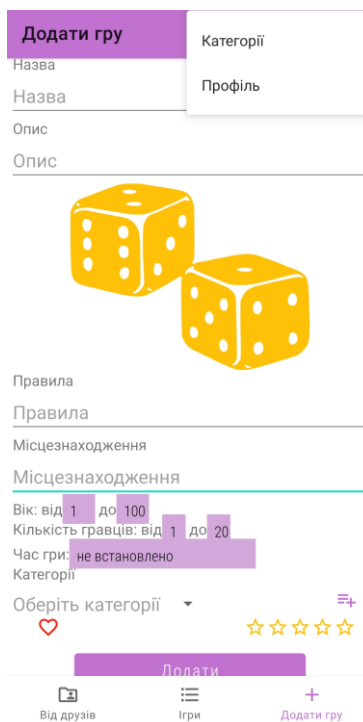 Додати гру
Категорії
Профіль
Назва
Назва
Опис
Опис
Правила
Правила
Місцезнаходження
Місцезнаходження
Вік: від 1 до 100
Кількість гравців: від 1 до 20
Час гри: не встановлено
Категорії
Оберіть категорії
Додати
Від друзів
Ігри
Додати гру